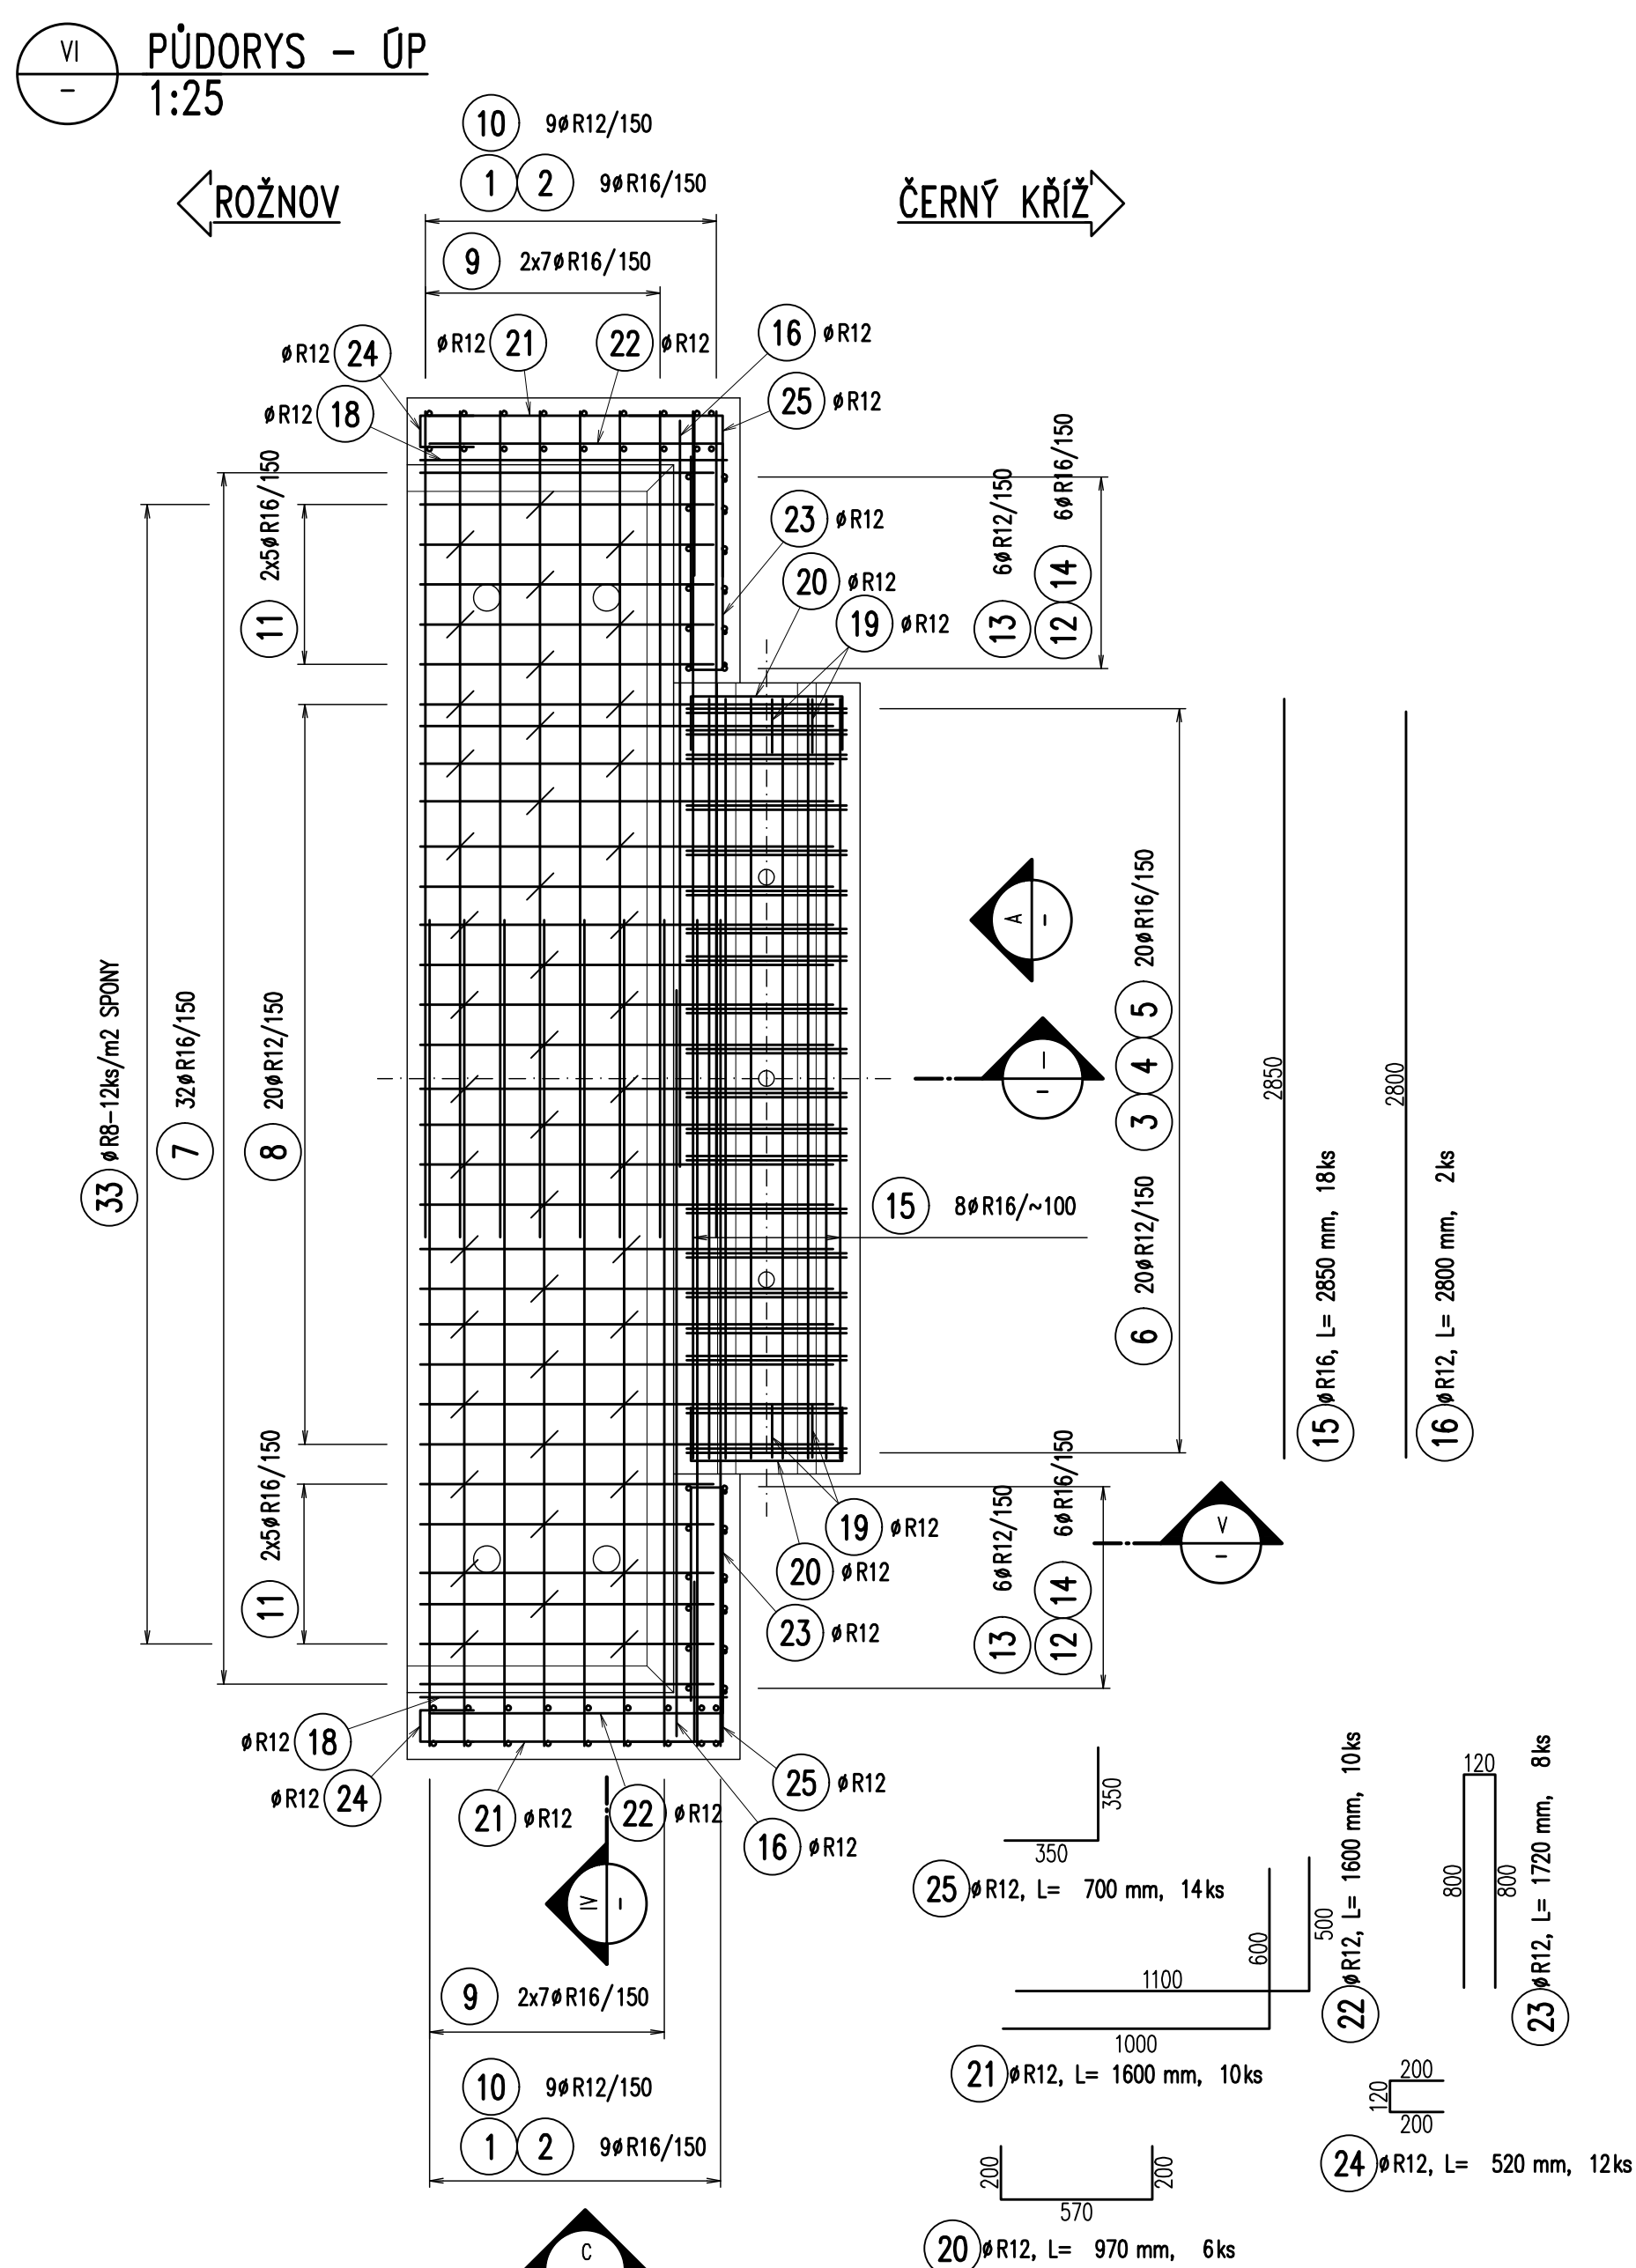 VI
–
PŮDORYS – ÚP
1:25
10 9øR12/150
1 2 9øR16/150
ROŽNOV
ČERNÝ KŘÍŽ
9 2x7øR16/150
øR12 24
øR12 21
22 øR12
16 øR12
øR12 18
25 øR12
11 2x5øR16/150
23 øR12
20 øR12
19 øR12
13 6øR12/150
12 14 6øR16/150
33 øR8–12ks/m2 SPONY
7 32øR16/150
8 20øR12/150
A
–
I
–
3 4 5 20øR16/150
6 20øR12/150
15 8øR16/~100
2850
15 øR16, L= 2850 mm, 18ks
2800
16 øR12, L= 2800 mm, 2ks
11 2x5øR16/150
19 øR12
20 øR12
23 øR12
13 6øR12/150
12 14 6øR16/150
V
–
øR12 18
øR12 24
21 øR12
22 øR12
25 øR12
16 øR12
IV
–
350
350
25 øR12, L= 700 mm, 14ks
1100
500
22 øR12, L= 1600 mm, 10ks
600
1000
21 øR12, L= 1600 mm, 10ks
120
800
800
23 øR12, L= 1720 mm, 8ks
9 2x7øR16/150
10 9øR12/150
1 2 9øR16/150
200
120
200
24 øR12, L= 520 mm, 12ks
200
200
570
20 øR12, L= 970 mm, 6ks
C